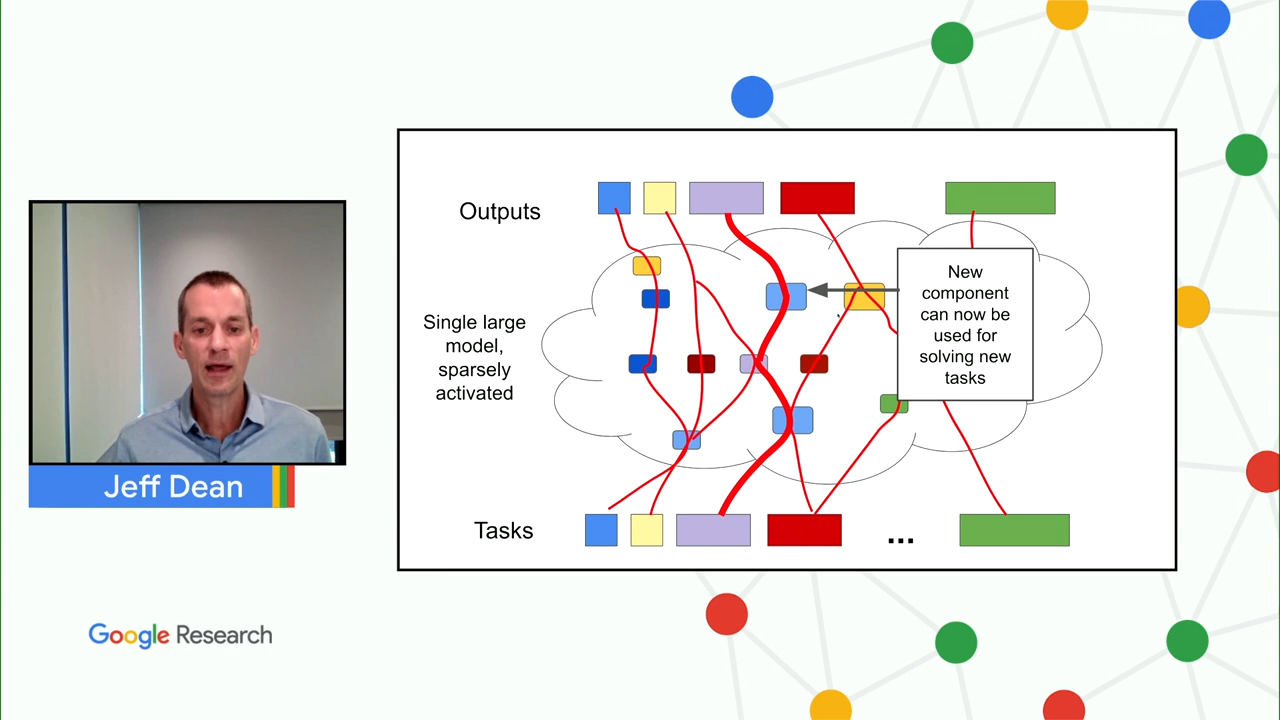 Outputs
Single large
model,
sparsely
activated
New
component
can now be
used for
solving new
tasks
Tasks
...
Jeff Dean
Google Research